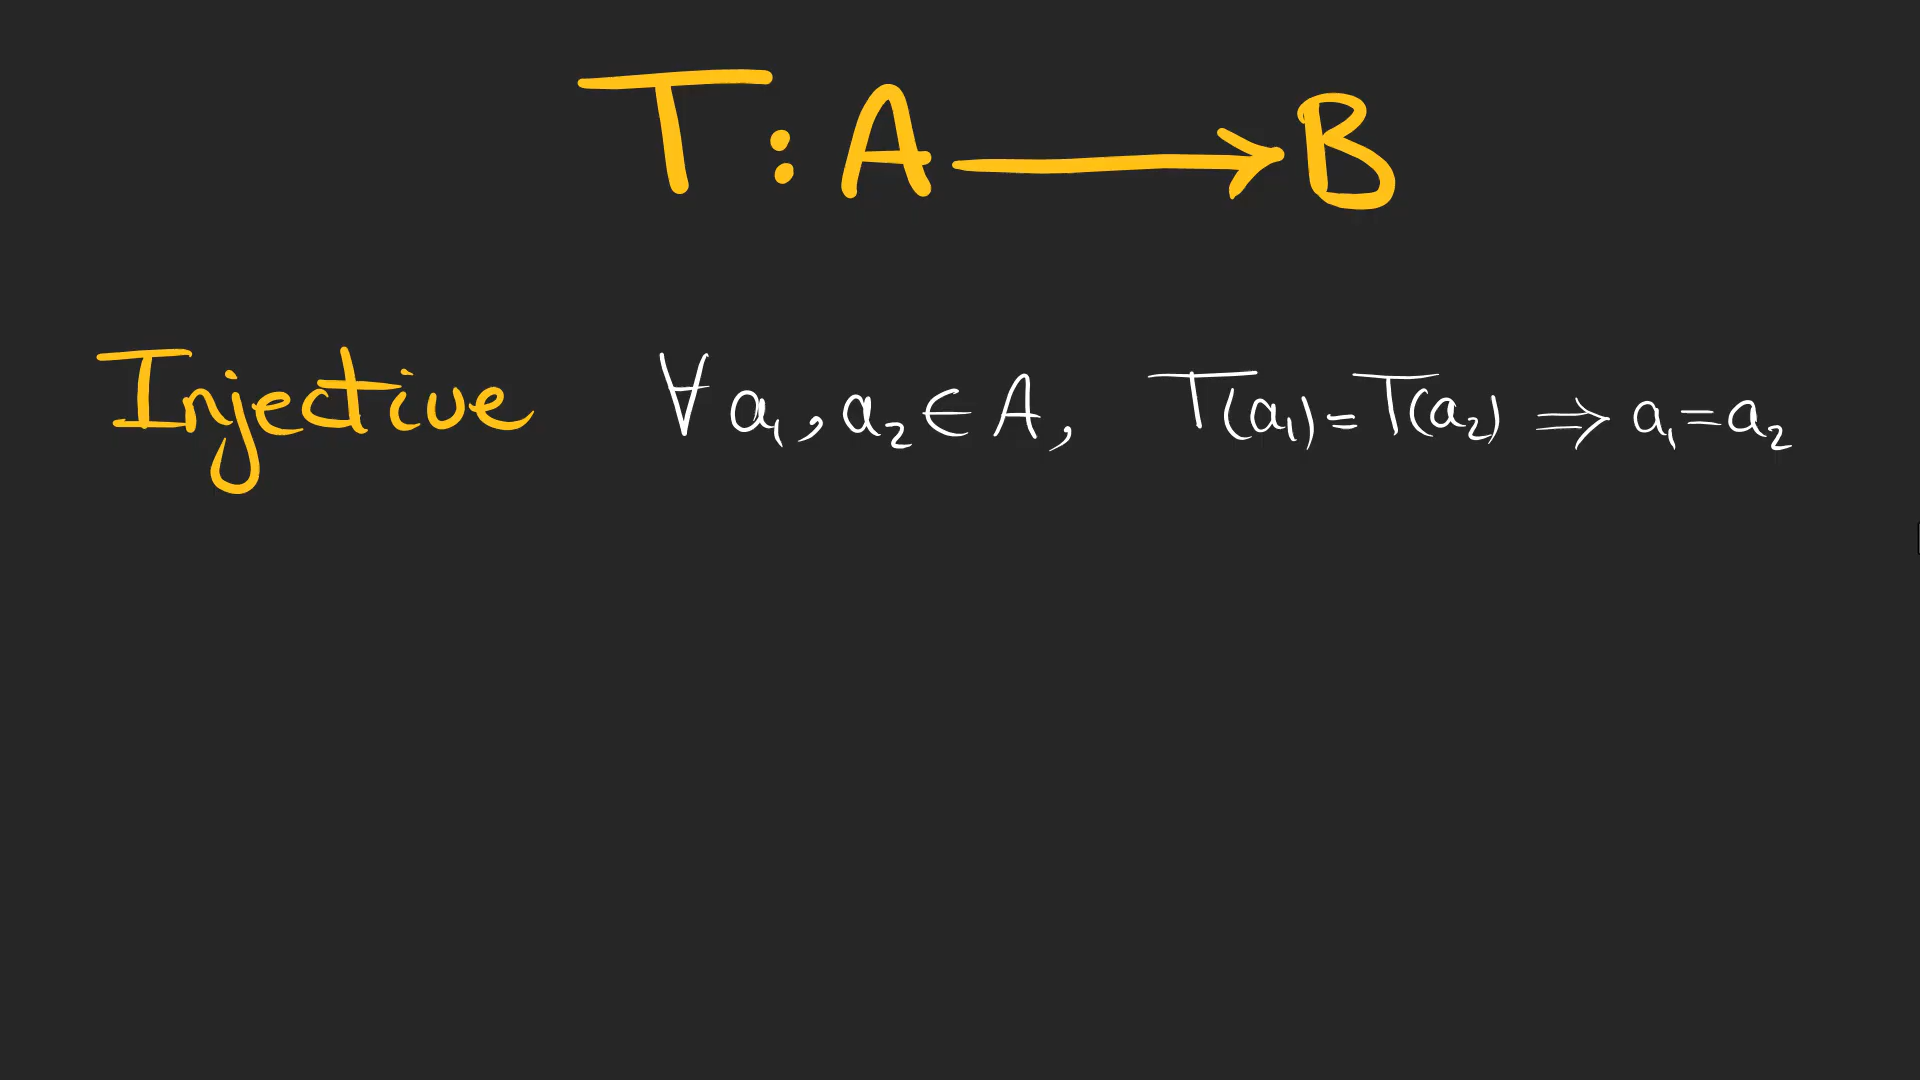 T : A ⟶ B
Injective ∀ a₁, a₂ ∈ A, T(a₁) = T(a₂) ⇒ a₁ = a₂